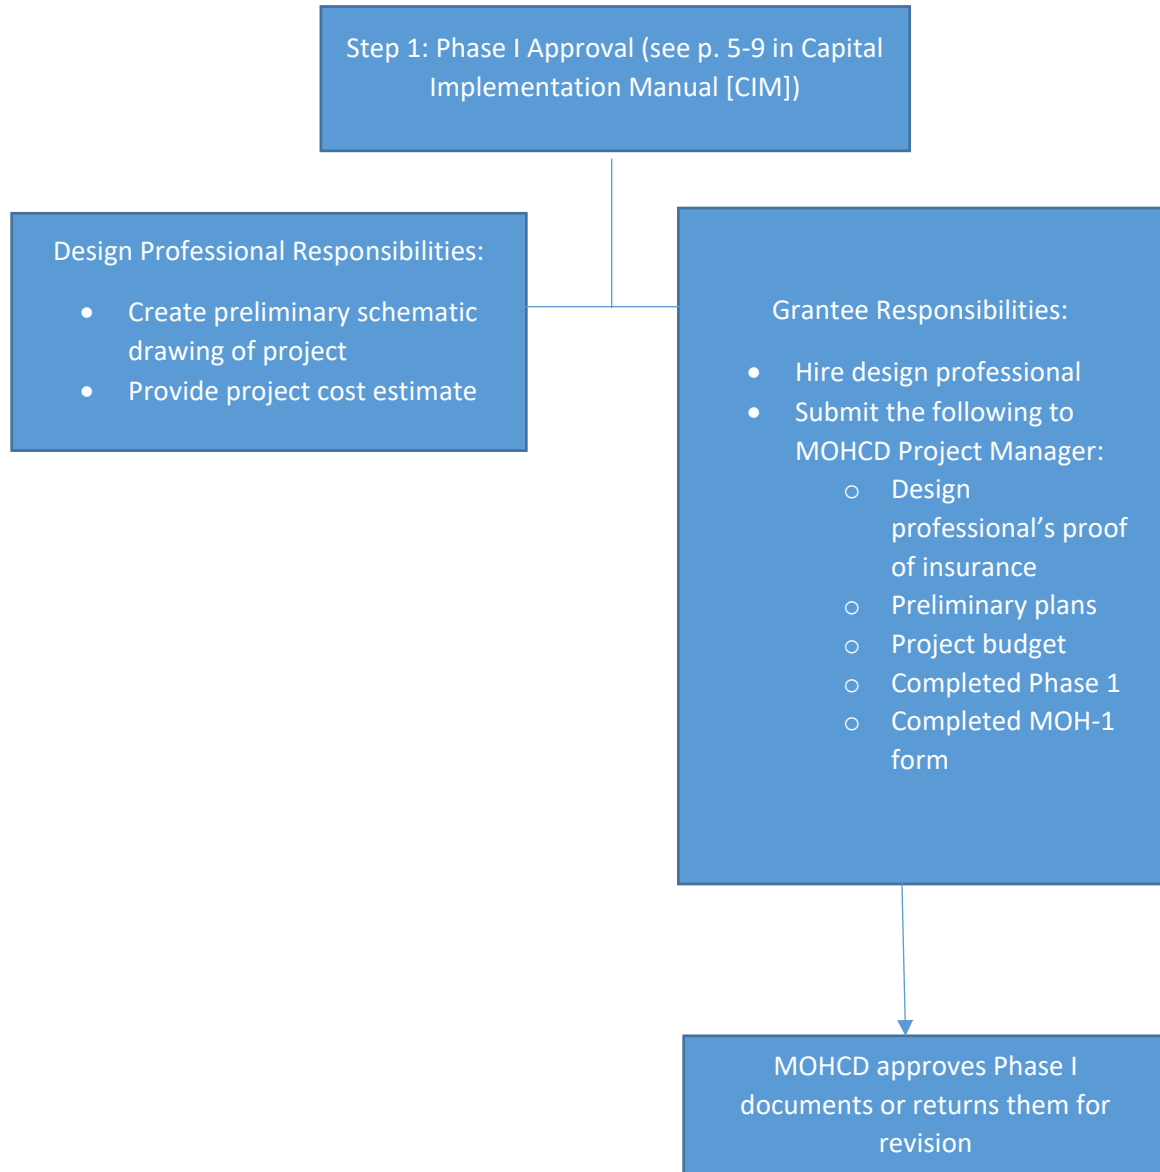 Step 1: Phase I Approval (see p. 5-9 in Capital
Implementation Manual [CIM])
Design Professional Responsibilities:
• Create preliminary schematic
drawing of project
• Provide project cost estimate
Grantee Responsibilities:
• Hire design professional
• Submit the following to
MOHCD Project Manager:
o Design
professional’s proof
of insurance
o Preliminary plans
o Project budget
o Completed Phase 1
o Completed MOH-1
form
MOHCD approves Phase I
documents or returns them for
revision